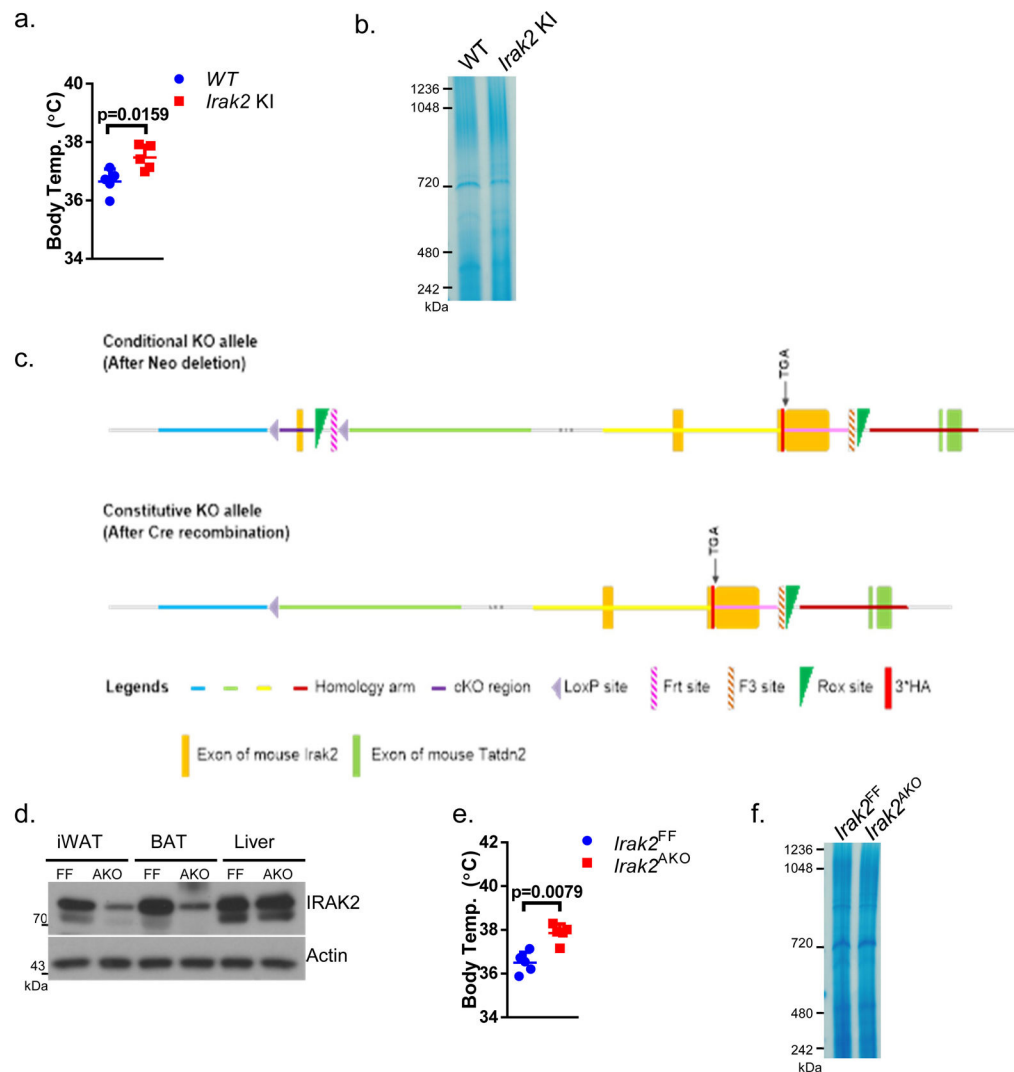 a.
WT
Irak2 KI
p=0.0159
Body Temp. (°C)
40
38
36
34
b.
WT
Irak2 KI
1236
1048
720
480
242
kDa
c.
Conditional KO allele
(After Neo deletion)
TGA
Constitutive KO allele
(After Cre recombination)
TGA
Legends
Homology arm
cKO region
LoxP site
Frt site
F3 site
Rox site
3*HA
Exon of mouse Irak2
Exon of mouse Tatdn2
d.
iWAT BAT Liver
FF AKO FF AKO FF AKO
IRAK2
70
Actin
43
kDa
e.
Irak2FF
Irak2AKO
p=0.0079
Body Temp. (°C)
42
40
38
36
34
f.
Irak2FF
Irak2AKO
1236
1048
720
480
242
kDa